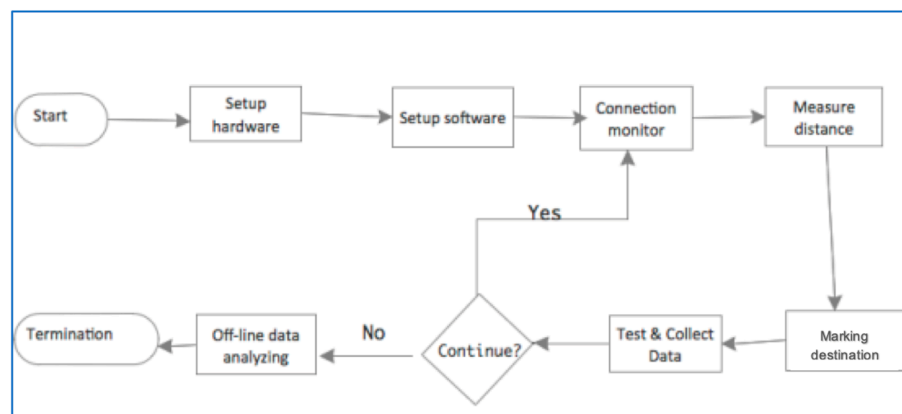 Start
Setup
hardware
Setup software
Connection
monitor
Measure
distance
Yes
Termination
Off-line data
analyzing
No
Continue?
Test & Collect
Data
Marking
destination